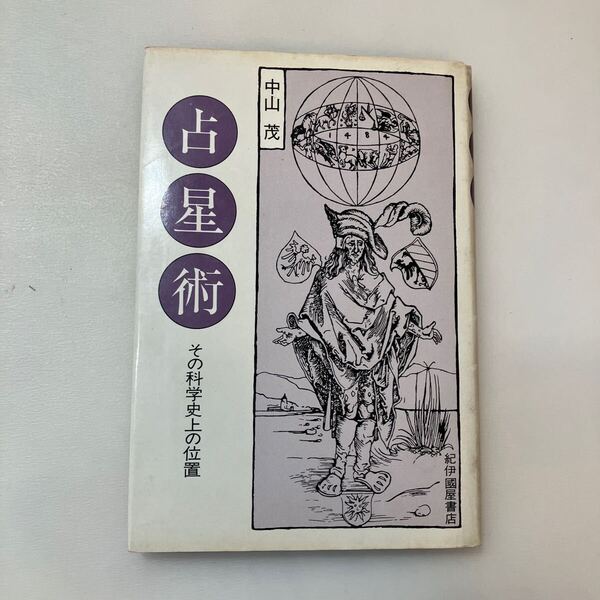 占星術
その科学史上の位置
中山 茂
1484
紀伊國屋書店